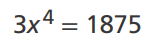 3x⁴ = 1875